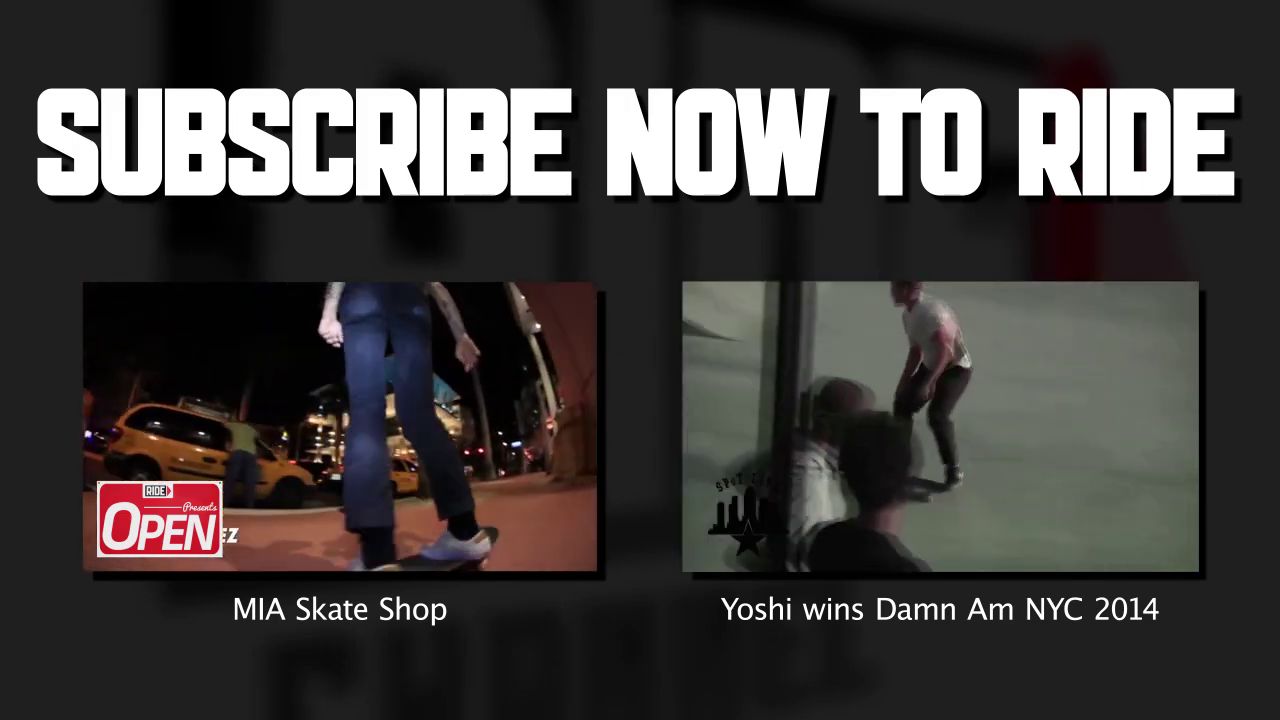 SUBSCRIBE NOW TO RIDE
RIDE
Presents
OPEN
EZ
MIA Skate Shop
Yoshi wins Damn Am NYC 2014